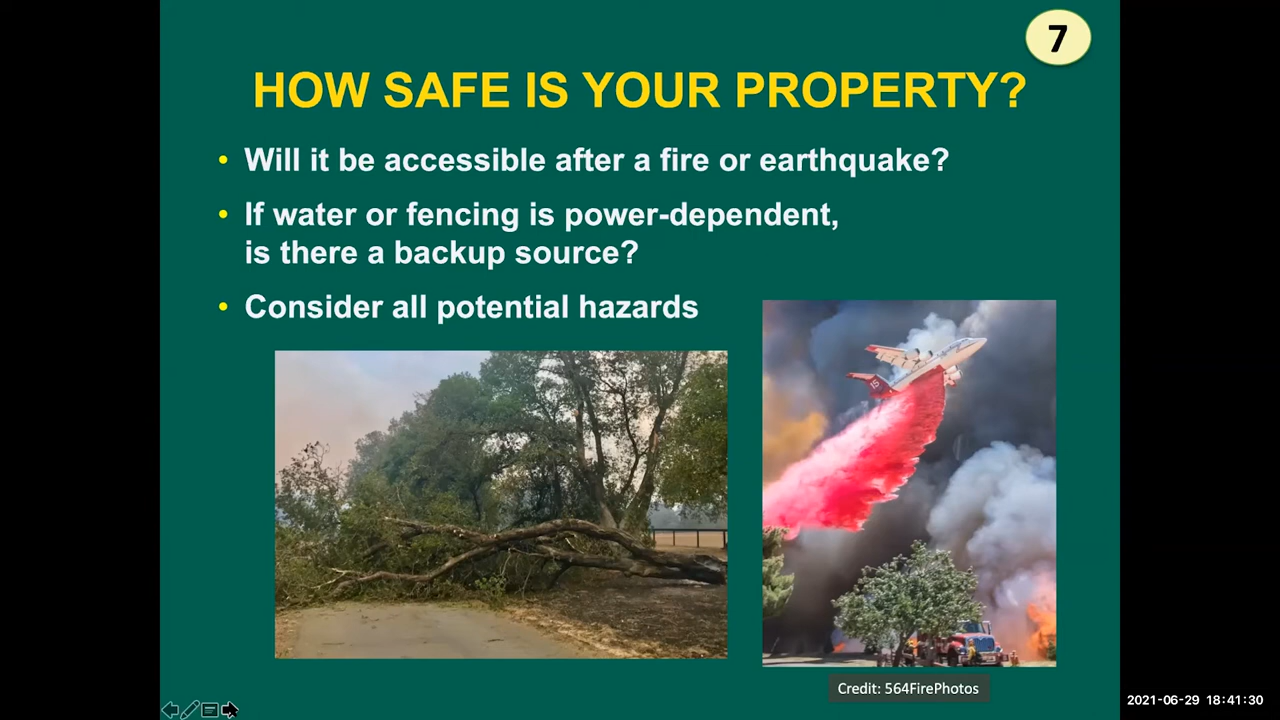 7
HOW SAFE IS YOUR PROPERTY?
• Will it be accessible after a fire or earthquake?
• If water or fencing is power-dependent,
is there a backup source?
• Consider all potential hazards
15
Credit: 564FirePhotos
2021-06-29 18:41:30